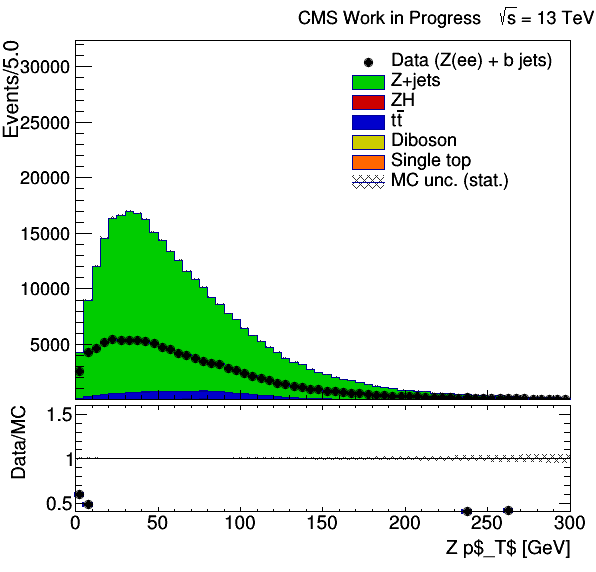 CMS Work in Progress √s = 13 TeV
Events/5.0
30000
25000
20000
15000
10000
5000
Data (Z(ee) + b jets)
Z+jets
ZH
tt̅
Diboson
Single top
MC unc. (stat.)
Data/MC
1.5
1
0.5
0 50 100 150 200 250 300
Z p$_T$ [GeV]